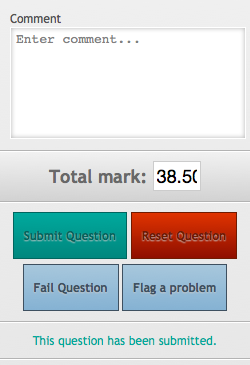 Comment
Enter comment...
Total mark: 38.50
Submit Question
Reset Question
Fail Question
Flag a problem
This question has been submitted.